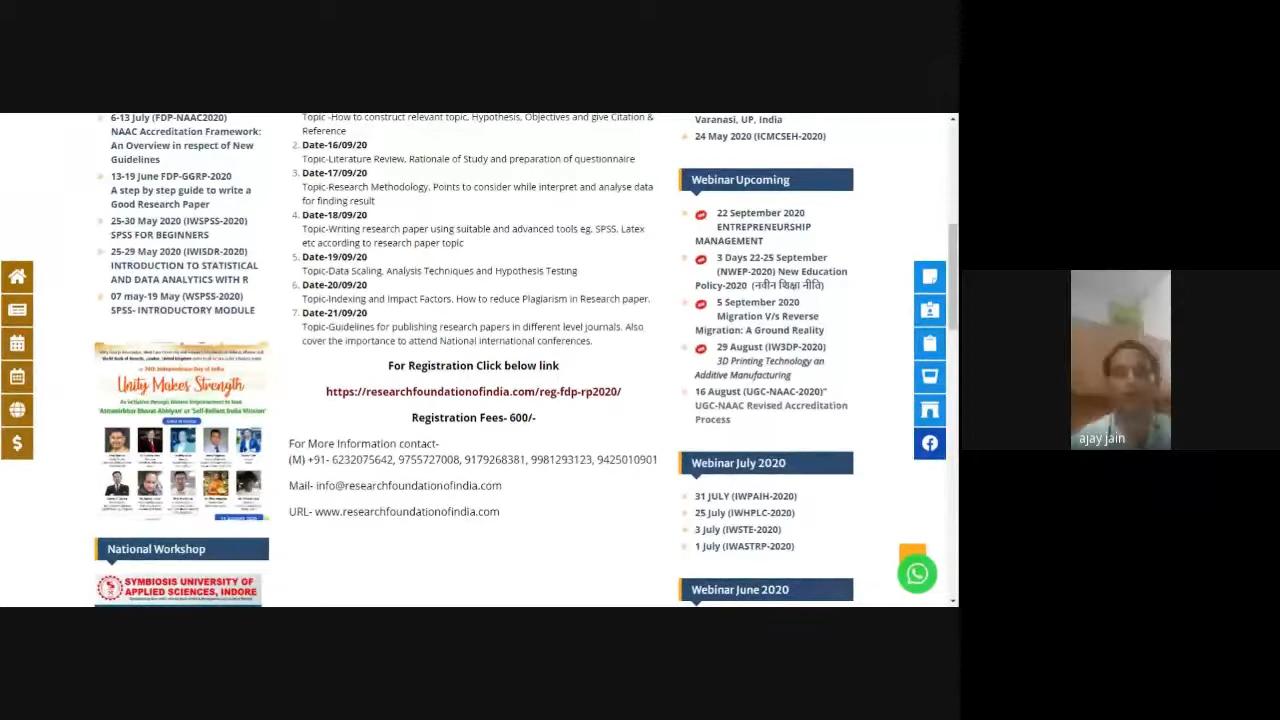 6-13 July (FDP-NAAC2020)
NAAC Accreditation Framework:
An Overview in respect of New
Guidelines
13-19 June FDP-GGRP-2020
A step by step guide to write a
Good Research Paper
25-30 May 2020 (IWSPSS-2020)
SPSS FOR BEGINNERS
25-29 May 2020 (IWISDR-2020)
INTRODUCTION TO STATISTICAL
AND DATA ANALYTICS WITH R
07 may-19 May (WSPSS-2020)
SPSS- INTRODUCTORY MODULE
Unity Makes Strength
National Workshop
SYMBIOSIS UNIVERSITY OF
APPLIED SCIENCES, INDORE
Topic -How to construct relevant topic, Hypothesis, Objectives and give Citation &
Reference
2. Date-16/09/20
Topic-Literature Review, Rationale of Study and preparation of questionnaire
3. Date-17/09/20
Topic-Research Methodology, Points to consider while interpret and analyse data
for finding result
4. Date-18/09/20
Topic-Writing research paper using suitable and advanced tools eg. SPSS, Latex
etc according to research paper topic
5. Date-19/09/20
Topic-Data Scaling, Analysis Techniques and Hypothesis Testing
6. Date-20/09/20
Topic-Indexing and Impact Factors, How to reduce Plagiarism in Research paper.
7. Date-21/09/20
Topic-Guidelines for publishing research papers in different level journals. Also
cover the importance to attend National international conferences.
For Registration Click below link
https://researchfoundationofindia.com/reg-fdp-rp2020/
Registration Fees- 600/-
For More Information contact-
(M) +91- 6232075642, 9755727008, 9179268381, 9981293123, 9425010901
Mail- info@researchfoundationofindia.com
URL- www.researchfoundationofindia.com
Varanasi, UP, India
24 May 2020 (ICMCSEH-2020)
Webinar Upcoming
22 September 2020
ENTREPRENEURSHIP
MANAGEMENT
3 Days 22-25 September
(NWEP-2020) New Education
Policy-2020 (नवीन शिक्षा नीति)
5 September 2020
Migration V/s Reverse
Migration: A Ground Reality
29 August (IW3DP-2020)
3D Printing Technology an
Additive Manufacturing
16 August (UGC-NAAC-2020)"
UGC-NAAC Revised Accreditation
Process
Webinar July 2020
31 JULY (IWPAIH-2020)
25 July (IWHPLC-2020)
3 July (IWSTE-2020)
1 July (IWASTRP-2020)
Webinar June 2020
ajay jain